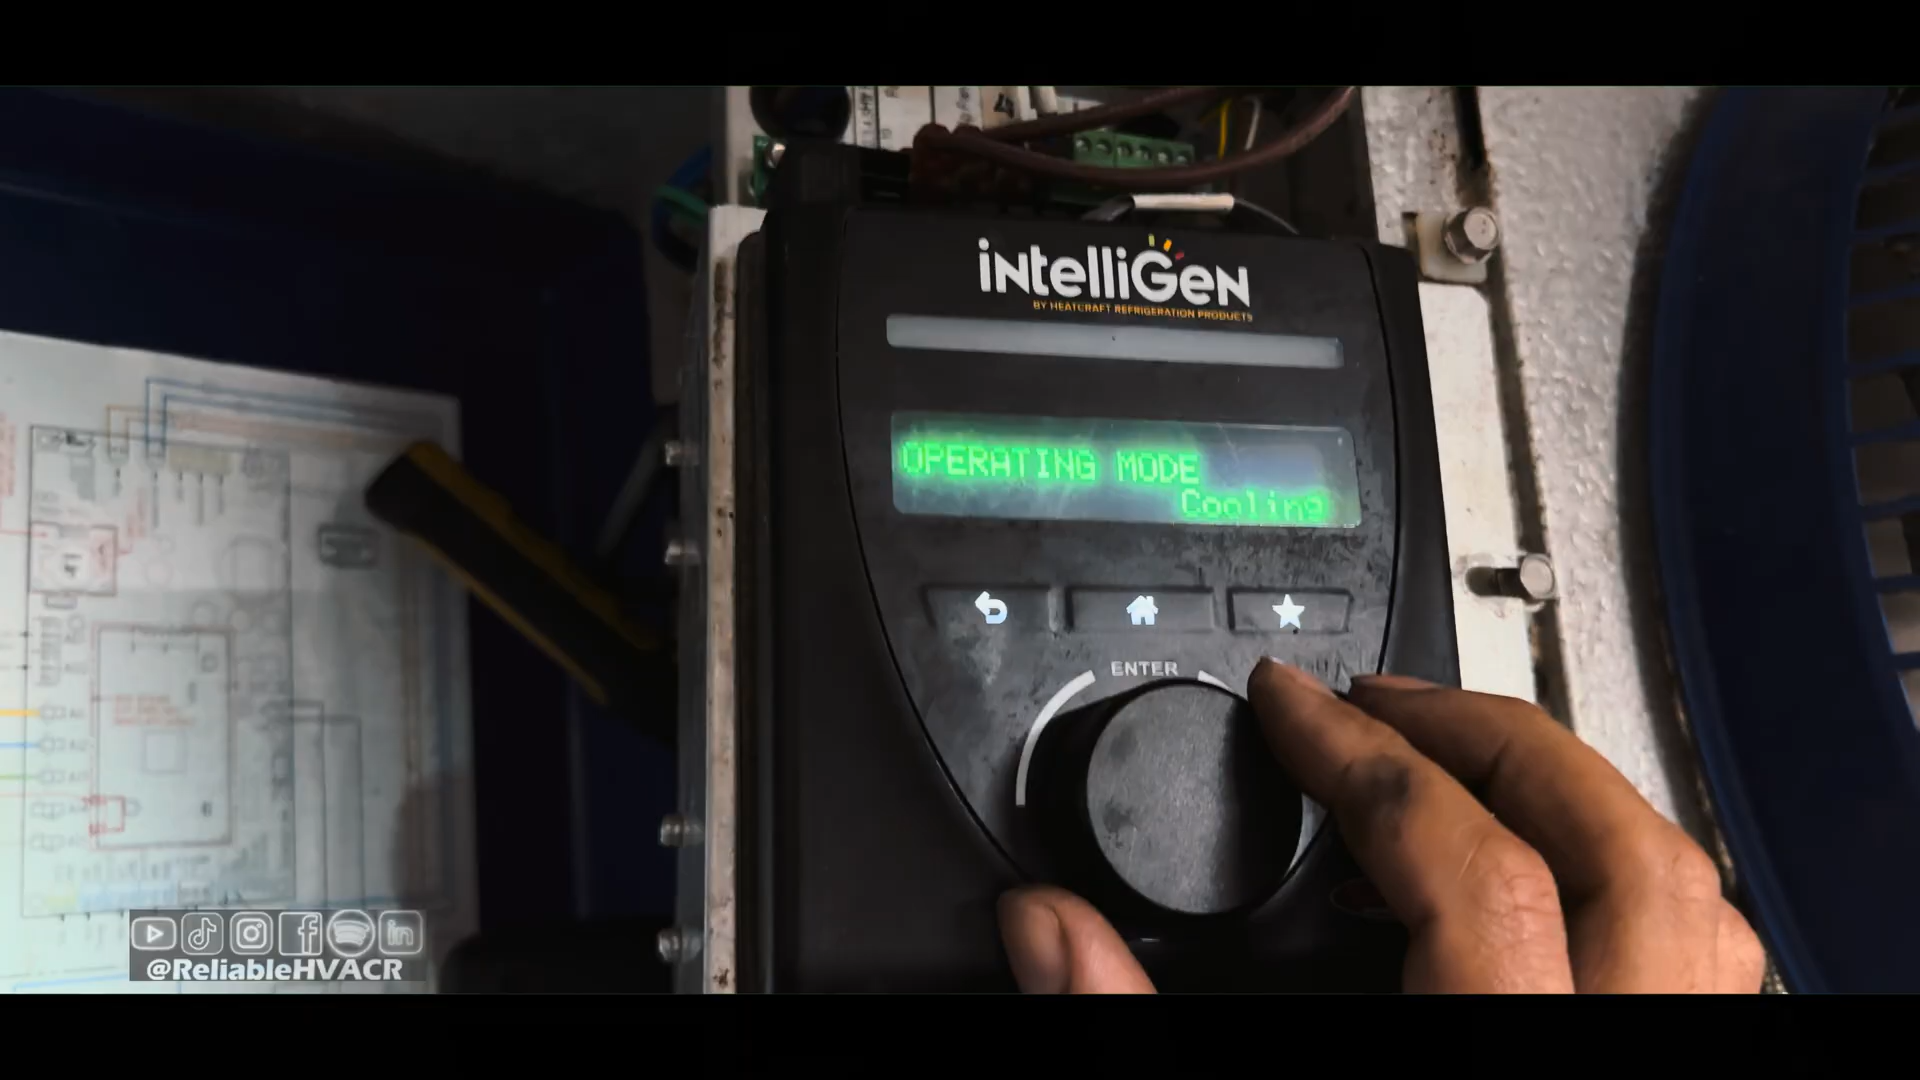 intelliGen
BY HEATCRAFT REFRIGERATION PRODUCTS
OPERATING MODE
Cooling
ENTER
@ReliableHVACR